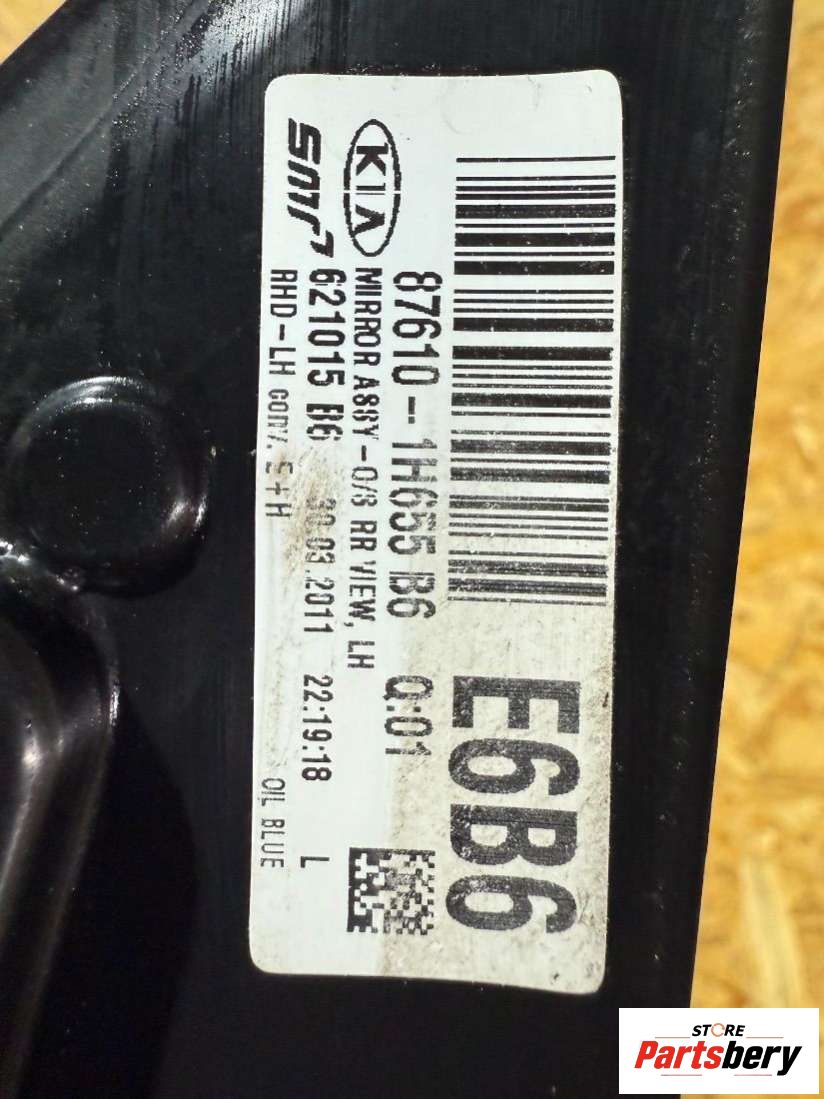 KIA
87610-1H655 B6 Q:01
E6B6
MIRROR ASSY-O/S RR VIEW, LH
SMR
621015 B6 30.03.2011 22:19:18 L
RHD-LH CONV. E+H OIL BLUE
STORE
Partsbery